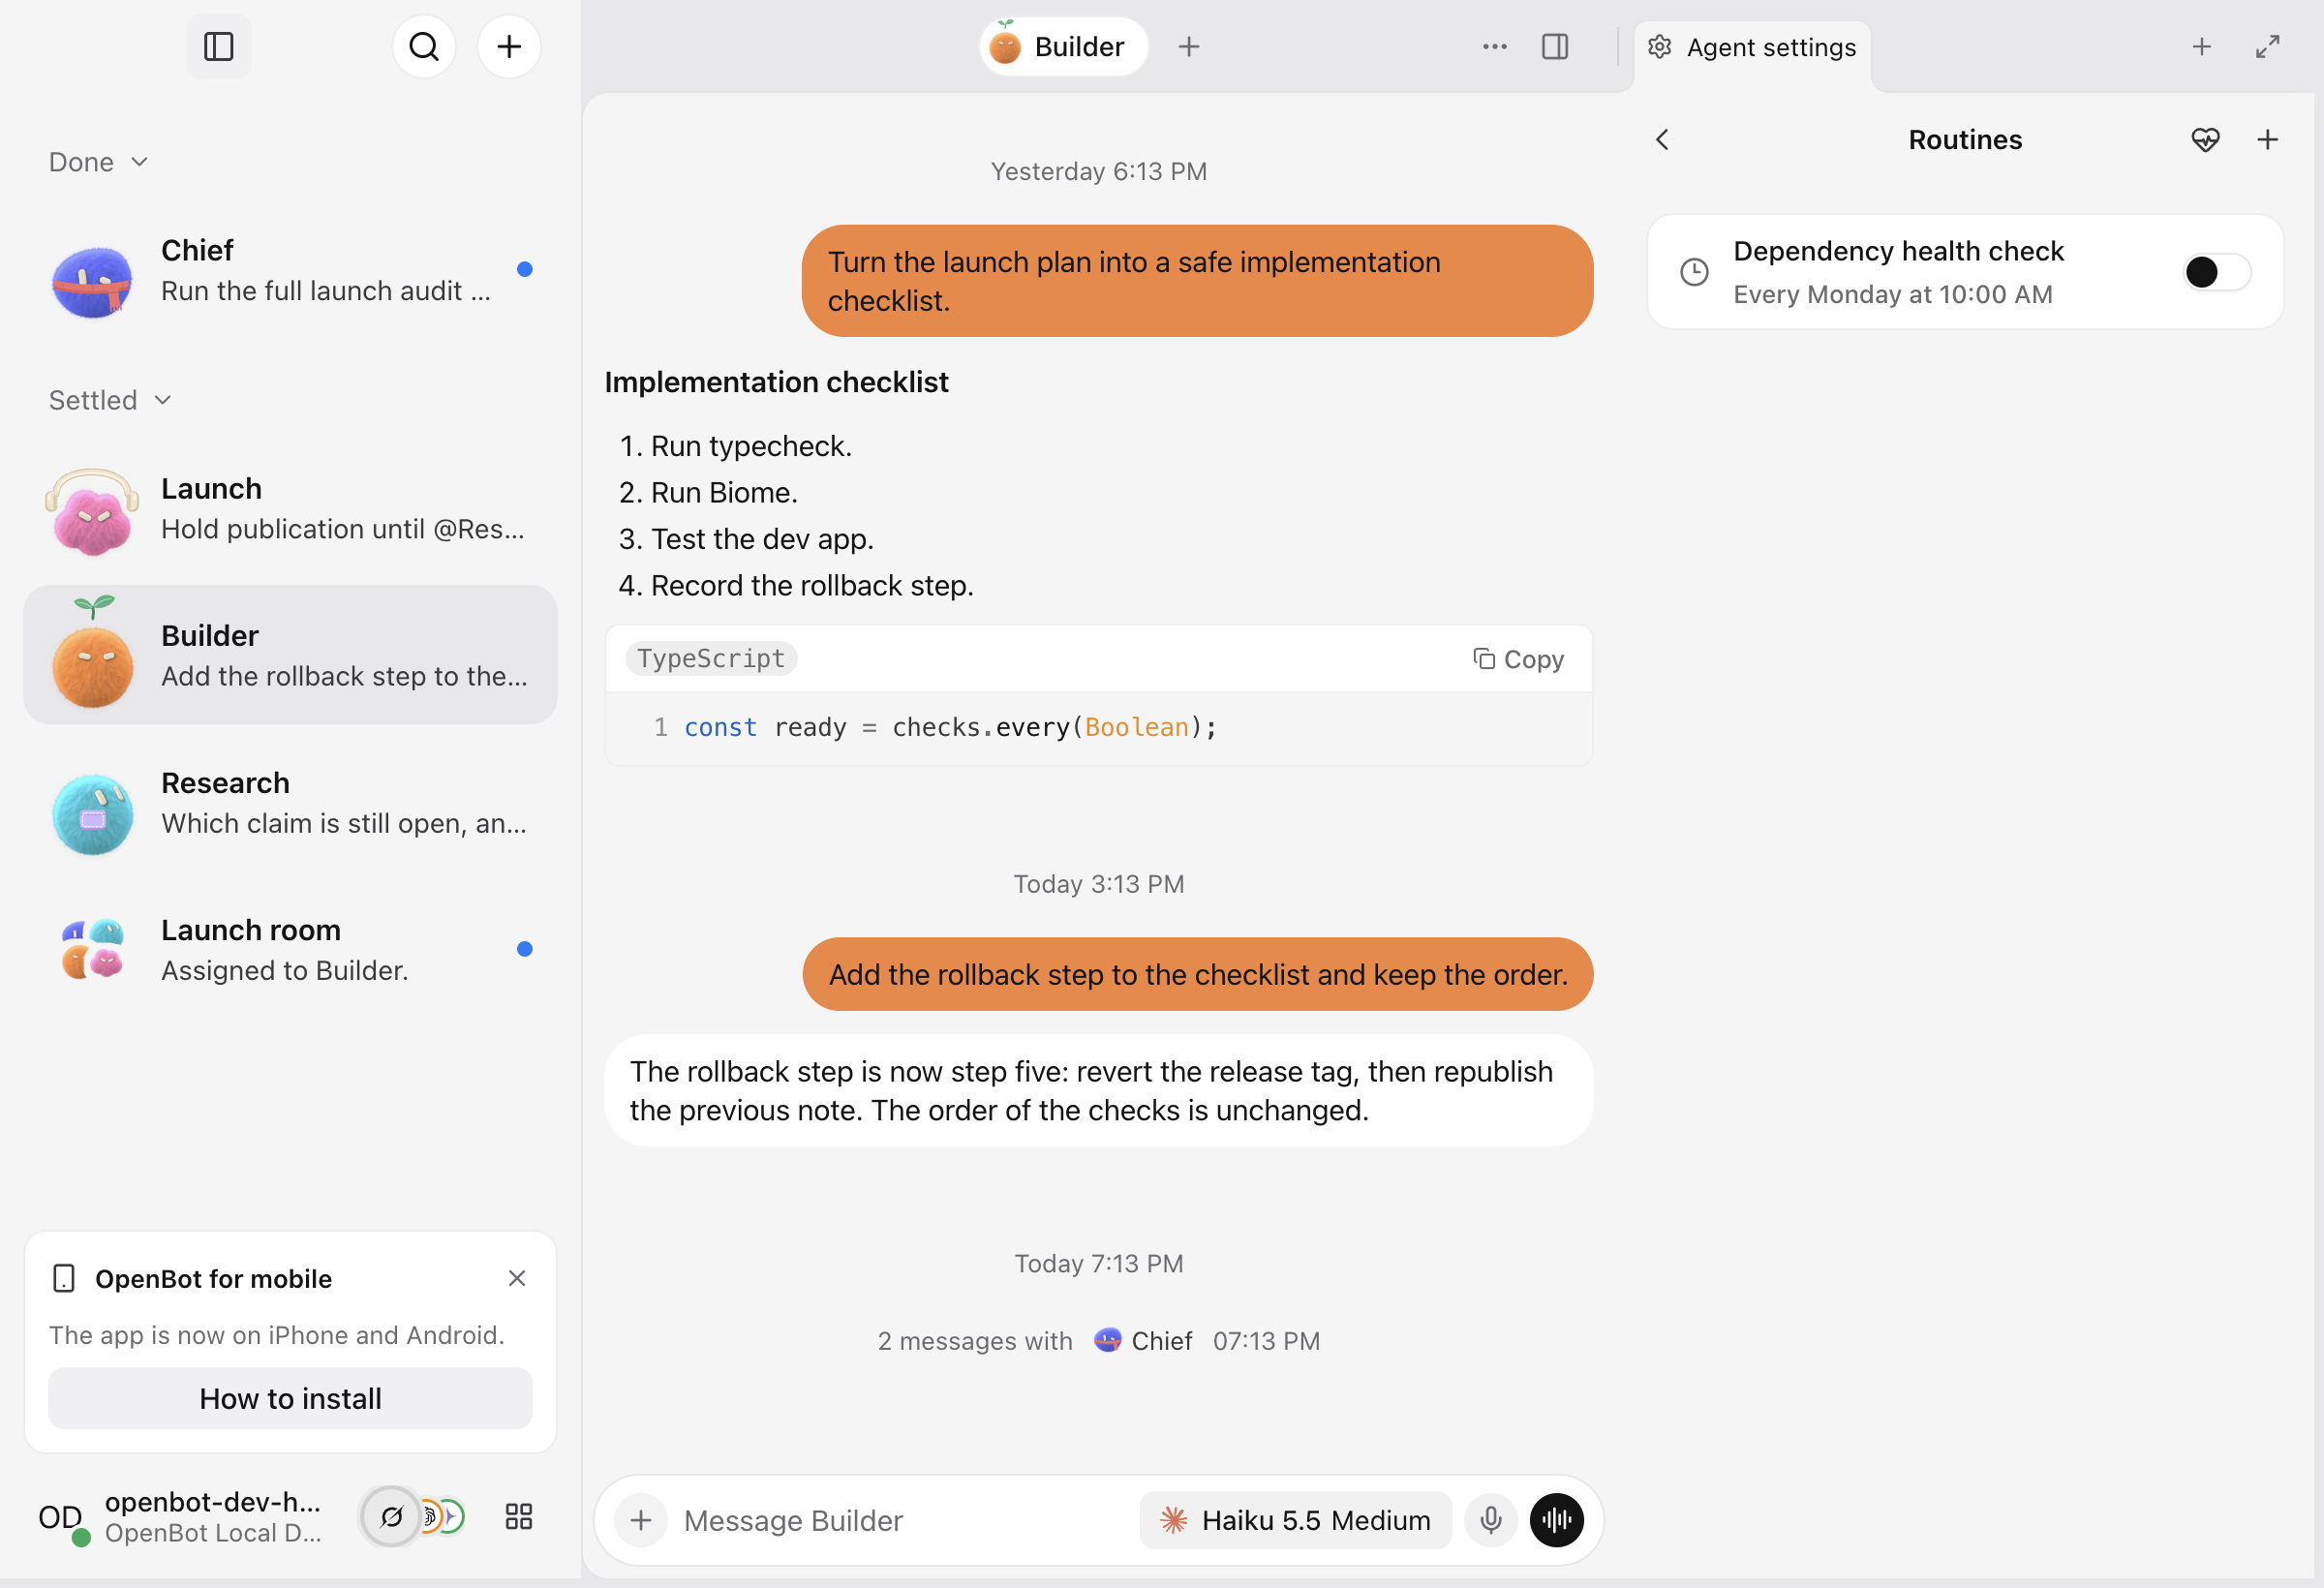 Done
Chief
Run the full launch audit ...
Settled
Launch
Hold publication until @Res...
Builder
Add the rollback step to the...
Research
Which claim is still open, an...
Launch room
Assigned to Builder.
OpenBot for mobile
The app is now on iPhone and Android.
How to install
OD
openbot-dev-h...
OpenBot Local D...
Builder
Yesterday 6:13 PM
Turn the launch plan into a safe implementation
checklist.
Implementation checklist
1. Run typecheck.
2. Run Biome.
3. Test the dev app.
4. Record the rollback step.
TypeScript
Copy
1 const ready = checks.every(Boolean);
Today 3:13 PM
Add the rollback step to the checklist and keep the order.
The rollback step is now step five: revert the release tag, then republish
the previous note. The order of the checks is unchanged.
Today 7:13 PM
2 messages with Chief 07:13 PM
Message Builder
Haiku 5.5 Medium
Agent settings
Routines
Dependency health check
Every Monday at 10:00 AM